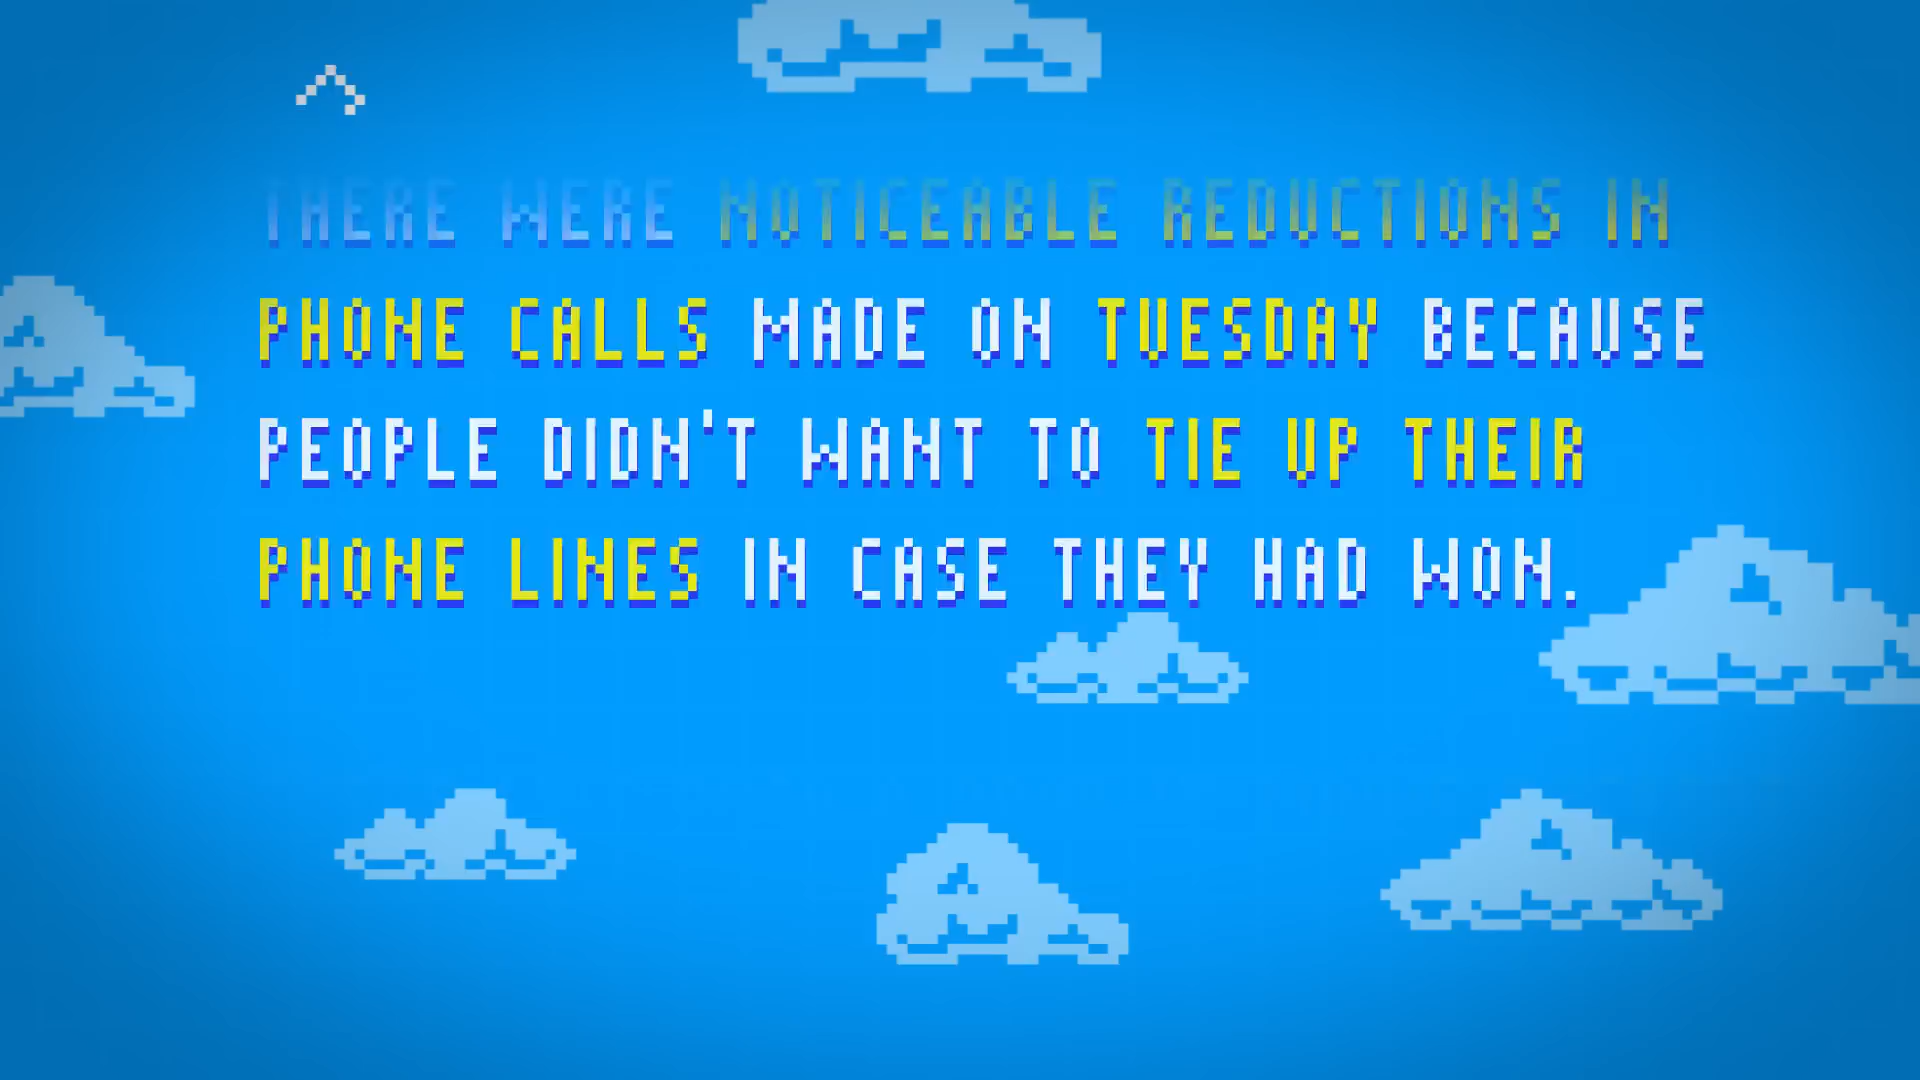 THERE WERE NOTICEABLE REDUCTIONS IN
PHONE CALLS MADE ON TUESDAY BECAUSE
PEOPLE DIDN'T WANT TO TIE UP THEIR
PHONE LINES IN CASE THEY HAD WON.